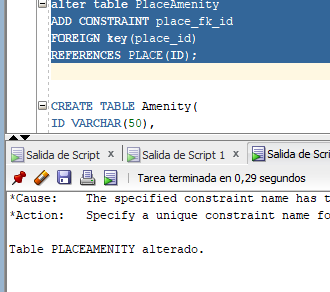 alter table PlaceAmenity
ADD CONSTRAINT place_fk_id
FOREIGN key(place_id)
REFERENCES PLACE(ID);
CREATE TABLE Amenity(
ID VARCHAR(50),
Salida de Script x Salida de Script 1 x Salida de Scri
Tarea terminada en 0,29 segundos
*Cause: The specified constraint name has t
*Action: Specify a unique constraint name fo
Table PLACEAMENITY alterado.